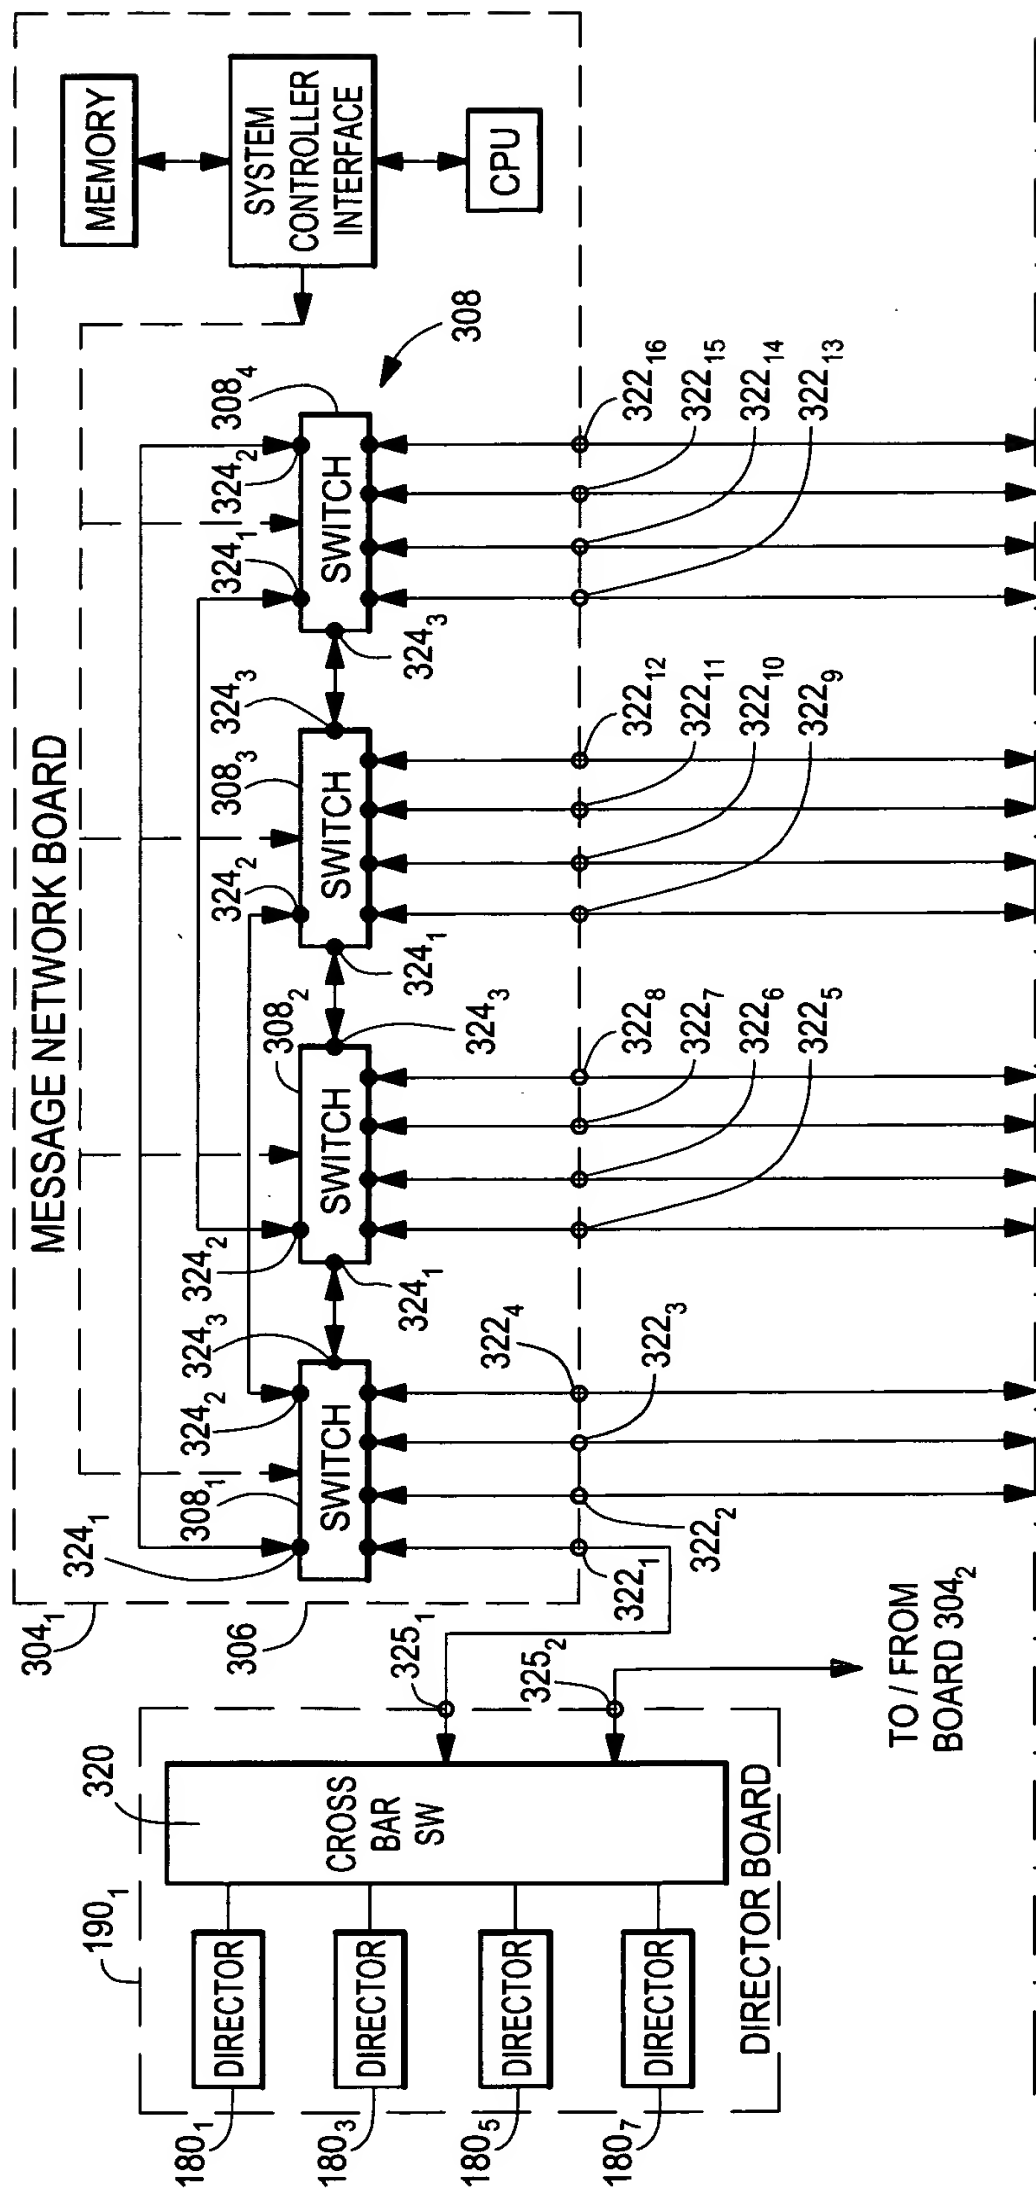 MESSAGE NETWORK BOARD
MEMORY
SYSTEM
CONTROLLER
INTERFACE
CPU
304₁
306
308
324₁
308₁
324₂
324₃
SWITCH
324₂
308₂
324₁
324₃
SWITCH
324₂
308₃
324₁
324₃
SWITCH
324₁
324₂
308₄
324₃
SWITCH
322₁
322₂
322₃
322₄
322₅
322₆
322₇
322₈
322₉
322₁₀
322₁₁
322₁₂
322₁₃
322₁₄
322₁₅
322₁₆
190₁
320
325₁
325₂
CROSS
BAR
SW
180₁
DIRECTOR
180₃
DIRECTOR
180₅
DIRECTOR
180₇
DIRECTOR
DIRECTOR BOARD
TO / FROM
BOARD 304₂